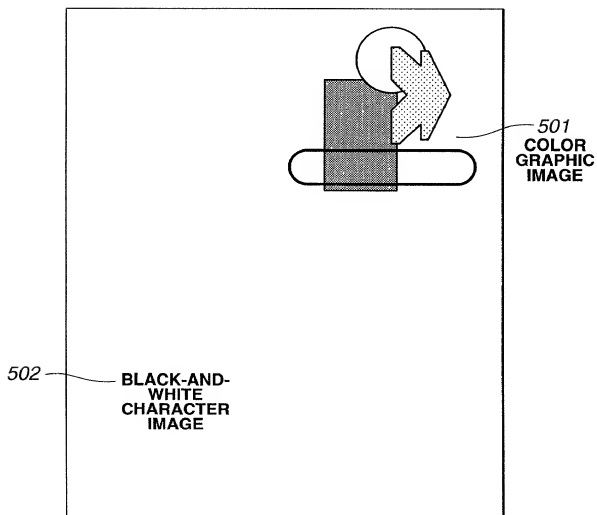 501
COLOR
GRAPHIC
IMAGE
502
BLACK-AND-
WHITE
CHARACTER
IMAGE